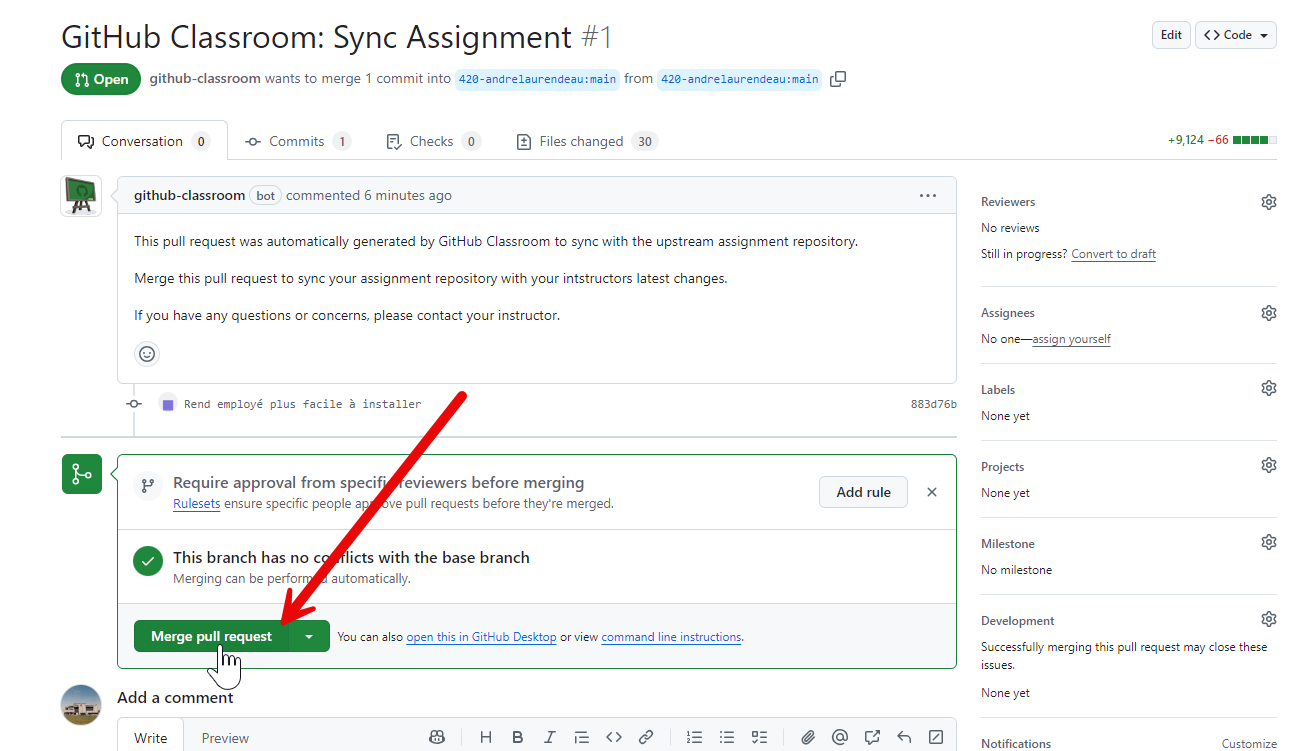 GitHub Classroom: Sync Assignment #1
Edit
Code
Open
github-classroom wants to merge 1 commit into 420-andrelaurendeau:main from 420-andrelaurendeau:main
Conversation 0
Commits 1
Checks 0
Files changed 30
+9,124 −66
github-classroom bot commented 6 minutes ago
This pull request was automatically generated by GitHub Classroom to sync with the upstream assignment repository.
Merge this pull request to sync your assignment repository with your intstructors latest changes.
If you have any questions or concerns, please contact your instructor.
Rend employé plus facile à installer
883d76b
Require approval from specific reviewers before merging
Rulesets ensure specific people approve pull requests before they're merged.
Add rule
This branch has no conflicts with the base branch
Merging can be performed automatically.
Merge pull request
You can also open this in GitHub Desktop or view command line instructions.
Add a comment
Write
Preview
Reviewers
No reviews
Still in progress? Convert to draft
Assignees
No one—assign yourself
Labels
None yet
Projects
None yet
Milestone
No milestone
Development
Successfully merging this pull request may close these
issues.
None yet
Notifications
Customize